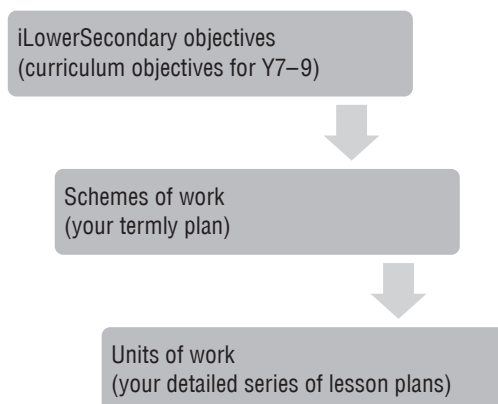 iLowerSecondary objectives
(curriculum objectives for Y7–9)
Schemes of work
(your termly plan)
Units of work
(your detailed series of lesson plans)